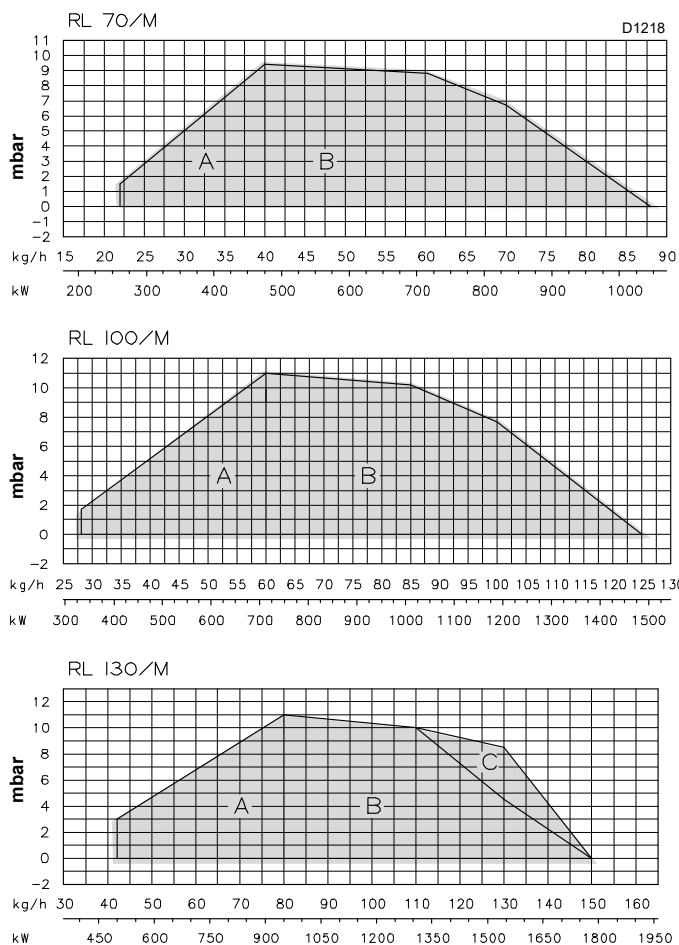 RL 70/M
D1218
11
10
9
8
7
6
5
4
3
2
1
0
-1
-2
mbar
A
B
kg/h 15 20 25 30 35 40 45 50 55 60 65 70 75 80 85 90
kW 200 300 400 500 600 700 800 900 1000
RL 100/M
12
10
8
6
4
2
0
-2
mbar
A
B
kg/h 25 30 35 40 45 50 55 60 65 70 75 80 85 90 95 100 105 110 115 120 125 130
kW 300 400 500 600 700 800 900 1000 1100 1200 1300 1400 1500
RL 130/M
12
10
8
6
4
2
0
-2
mbar
A
B
C
kg/h 30 40 50 60 70 80 90 100 110 120 130 140 150 160
kW 450 600 750 900 1050 1200 1350 1500 1650 1800 1950